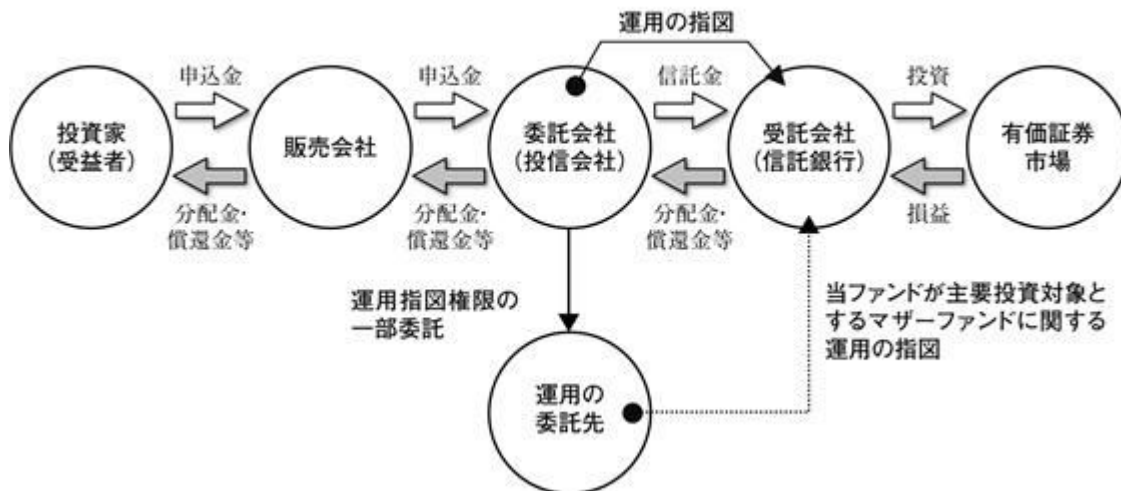 運用の指図
申込金
申込金
信託金
投資
投資家
(受益者)
販売会社
委託会社
(投信会社)
受託会社
(信託銀行)
有価証券
市場
分配金・
償還金等
分配金・
償還金等
分配金・
償還金等
損益
運用指図権限の
一部委託
当ファンドが主要投資対象と
するマザーファンドに関する
運用の指図
運用の
委託先